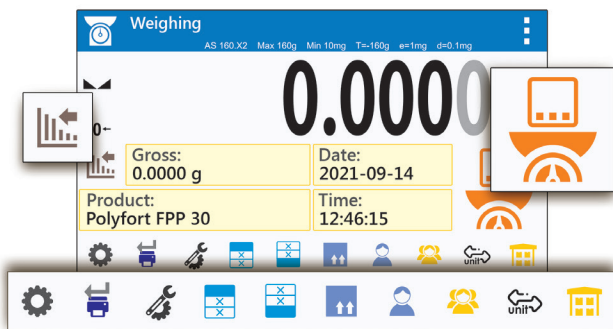 Weighing
AS 160.X2 Max 160g Min 10mg T=-160g e=1mg d=0.1mg
0.0000
0
Gross:
0.0000 g
Date:
2021-09-14
Product:
Polyfort FPP 30
Time:
12:46:15
unit
unit